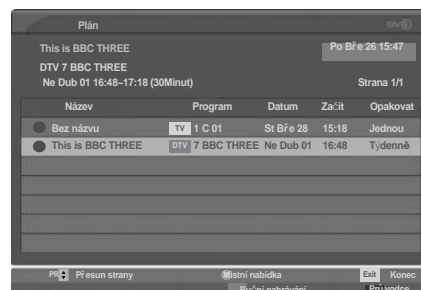 Plán
This is BBC THREE
Po Bře 26 15:47
DTV 7 BBC THREE
Ne Dub 01 16:48~17:18 (30Minut)
Strana 1/1
Název Program Datum Začít Opakovat
Bez názvu TV 1 C 01 St Bře 28 15:18 Jednou
This is BBC THREE DTV 7 BBC THREE Ne Dub 01 16:48 Týdenně
PR Přesun strany Místní nabídka Exit Konec
Průvodce